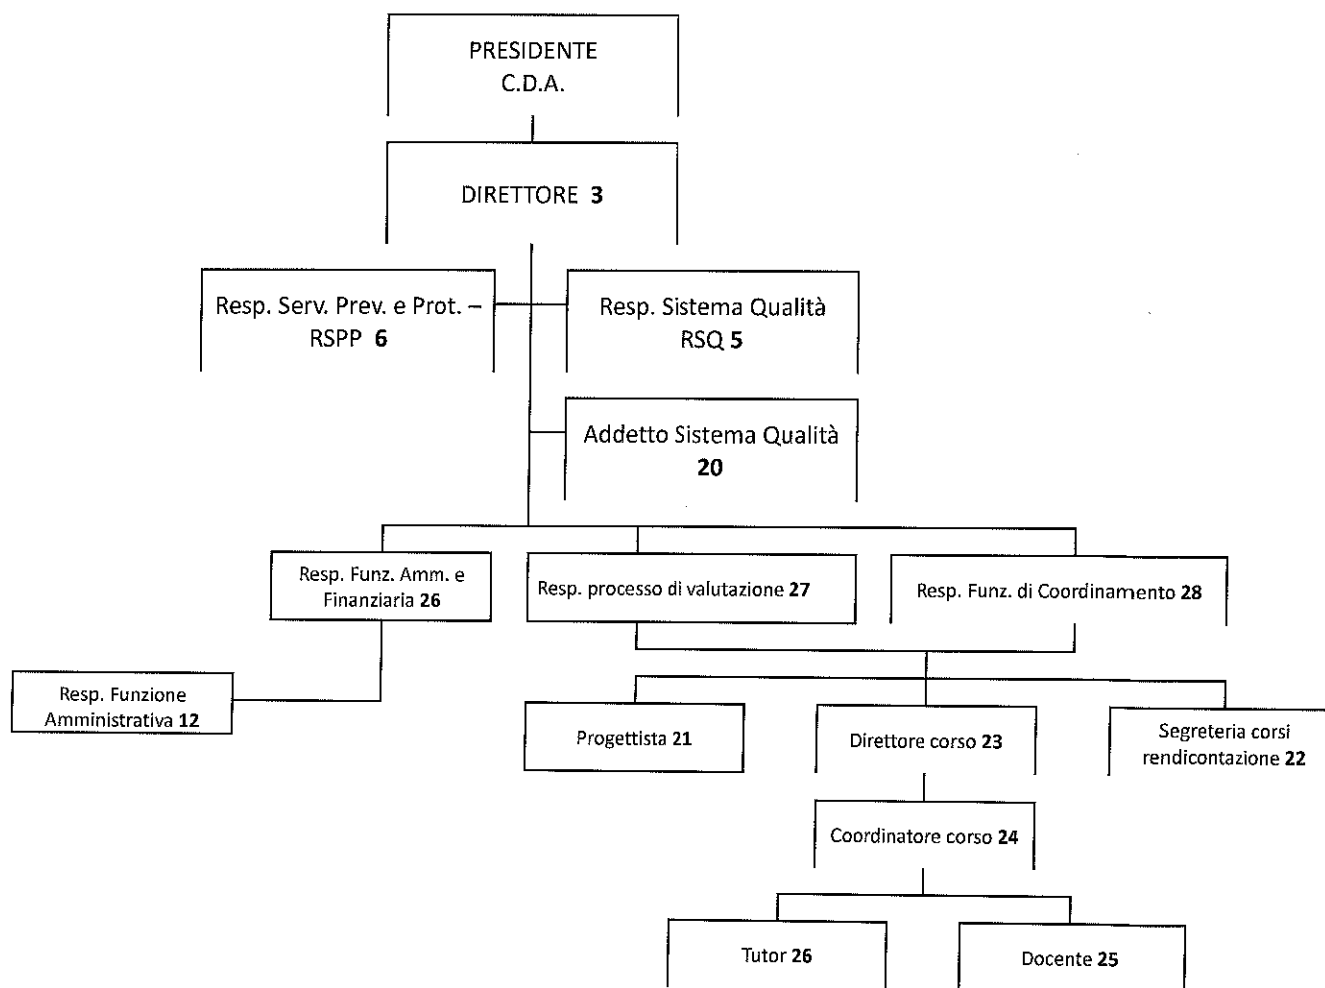 PRESIDENTE
C.D.A.
DIRETTORE 3
Resp. Serv. Prev. e Prot. –
RSPP 6
Resp. Sistema Qualità
RSQ 5
Addetto Sistema Qualità
20
Resp. Funz. Amm. e
Finanziaria 26
Resp. processo di valutazione 27
Resp. Funz. di Coordinamento 28
Resp. Funzione
Amministrativa 12
Progettista 21
Direttore corso 23
Segreteria corsi
rendicontazione 22
Coordinatore corso 24
Tutor 26
Docente 25